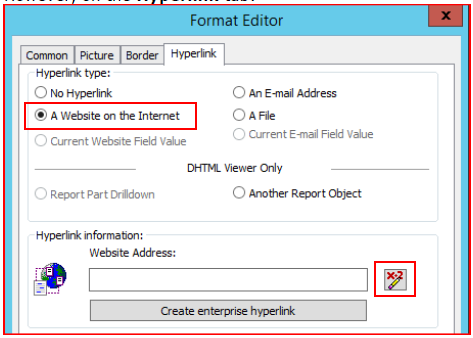 However, on the Hyperlink tab:
Format Editor
x
Common Picture Border Hyperlink
Hyperlink type:
No Hyperlink An E-mail Address
A Website on the Internet A File
Current Website Field Value Current E-mail Field Value
DHTML Viewer Only
Report Part Drilldown Another Report Object
Hyperlink information:
Website Address:
x-2
Create enterprise hyperlink